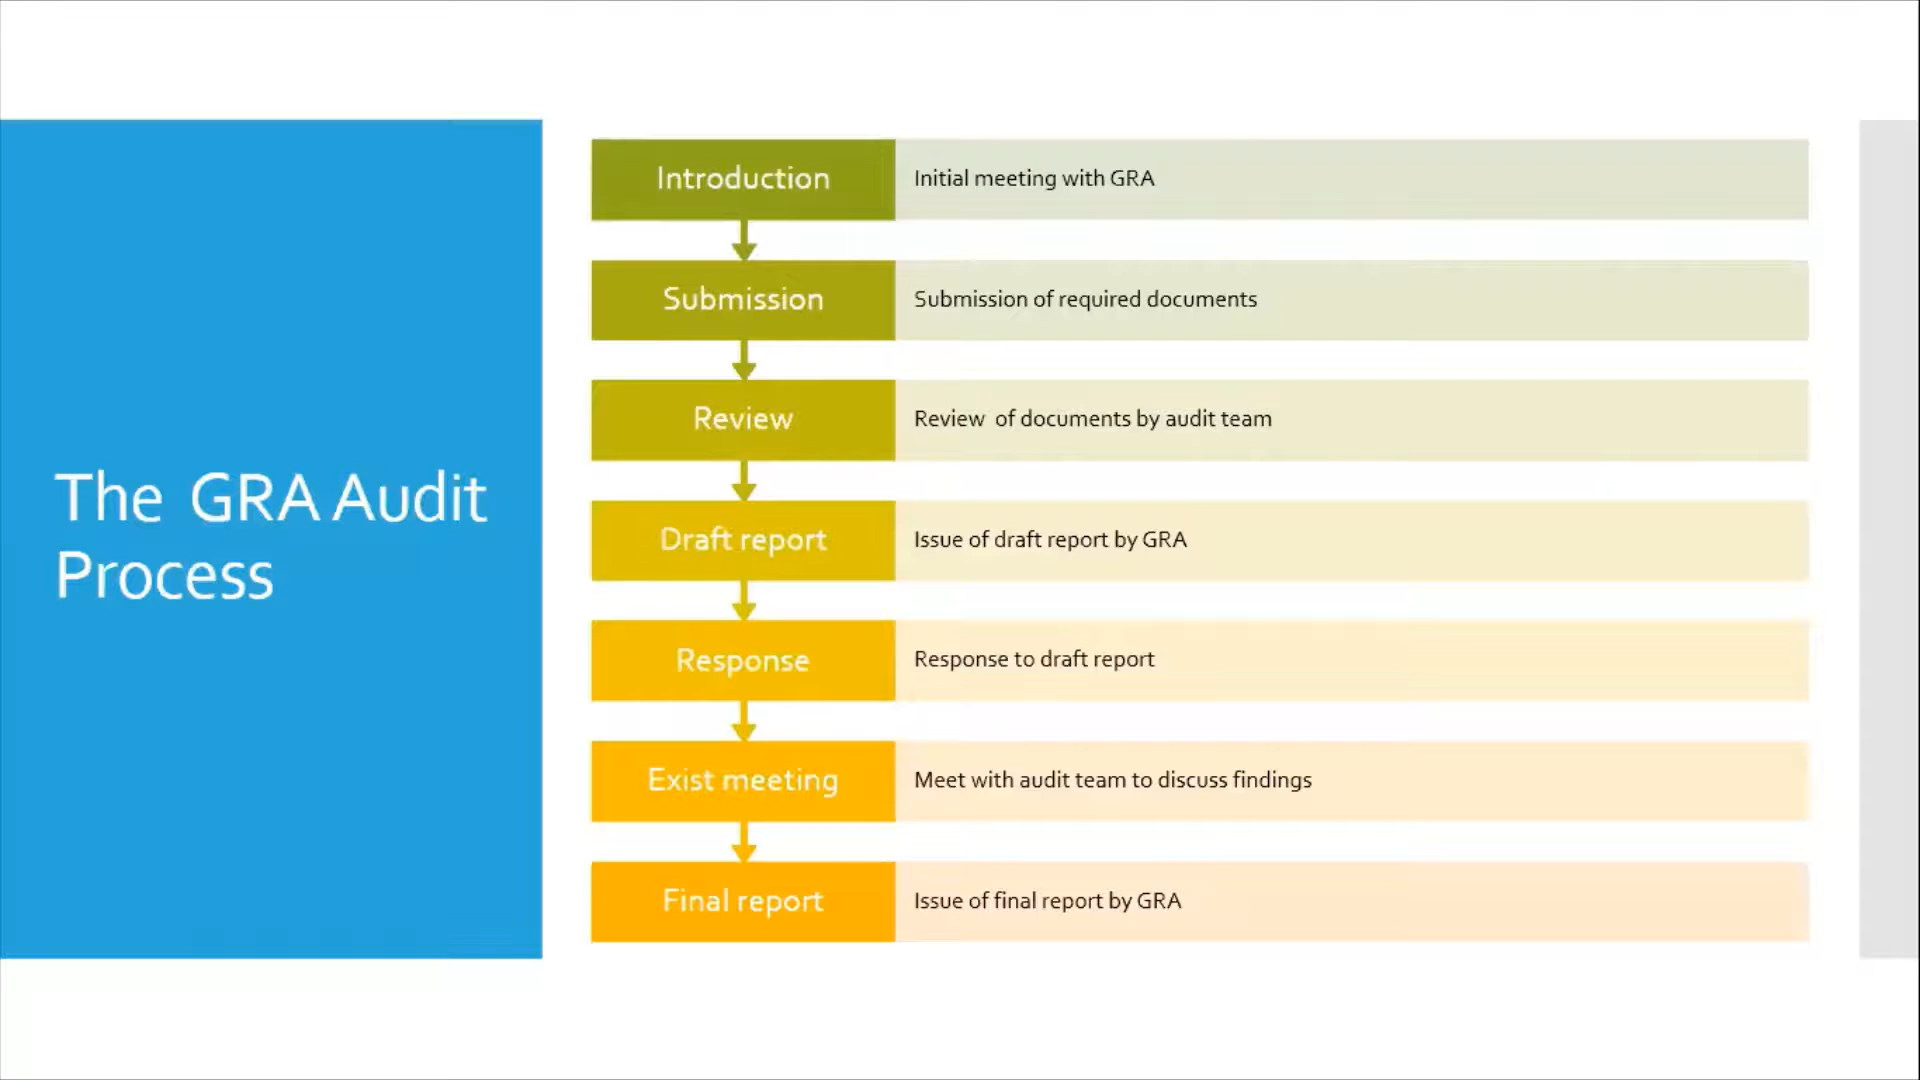 The GRA Audit
Process
Introduction
Initial meeting with GRA
Submission
Submission of required documents
Review
Review of documents by audit team
Draft report
Issue of draft report by GRA
Response
Response to draft report
Exist meeting
Meet with audit team to discuss findings
Final report
Issue of final report by GRA